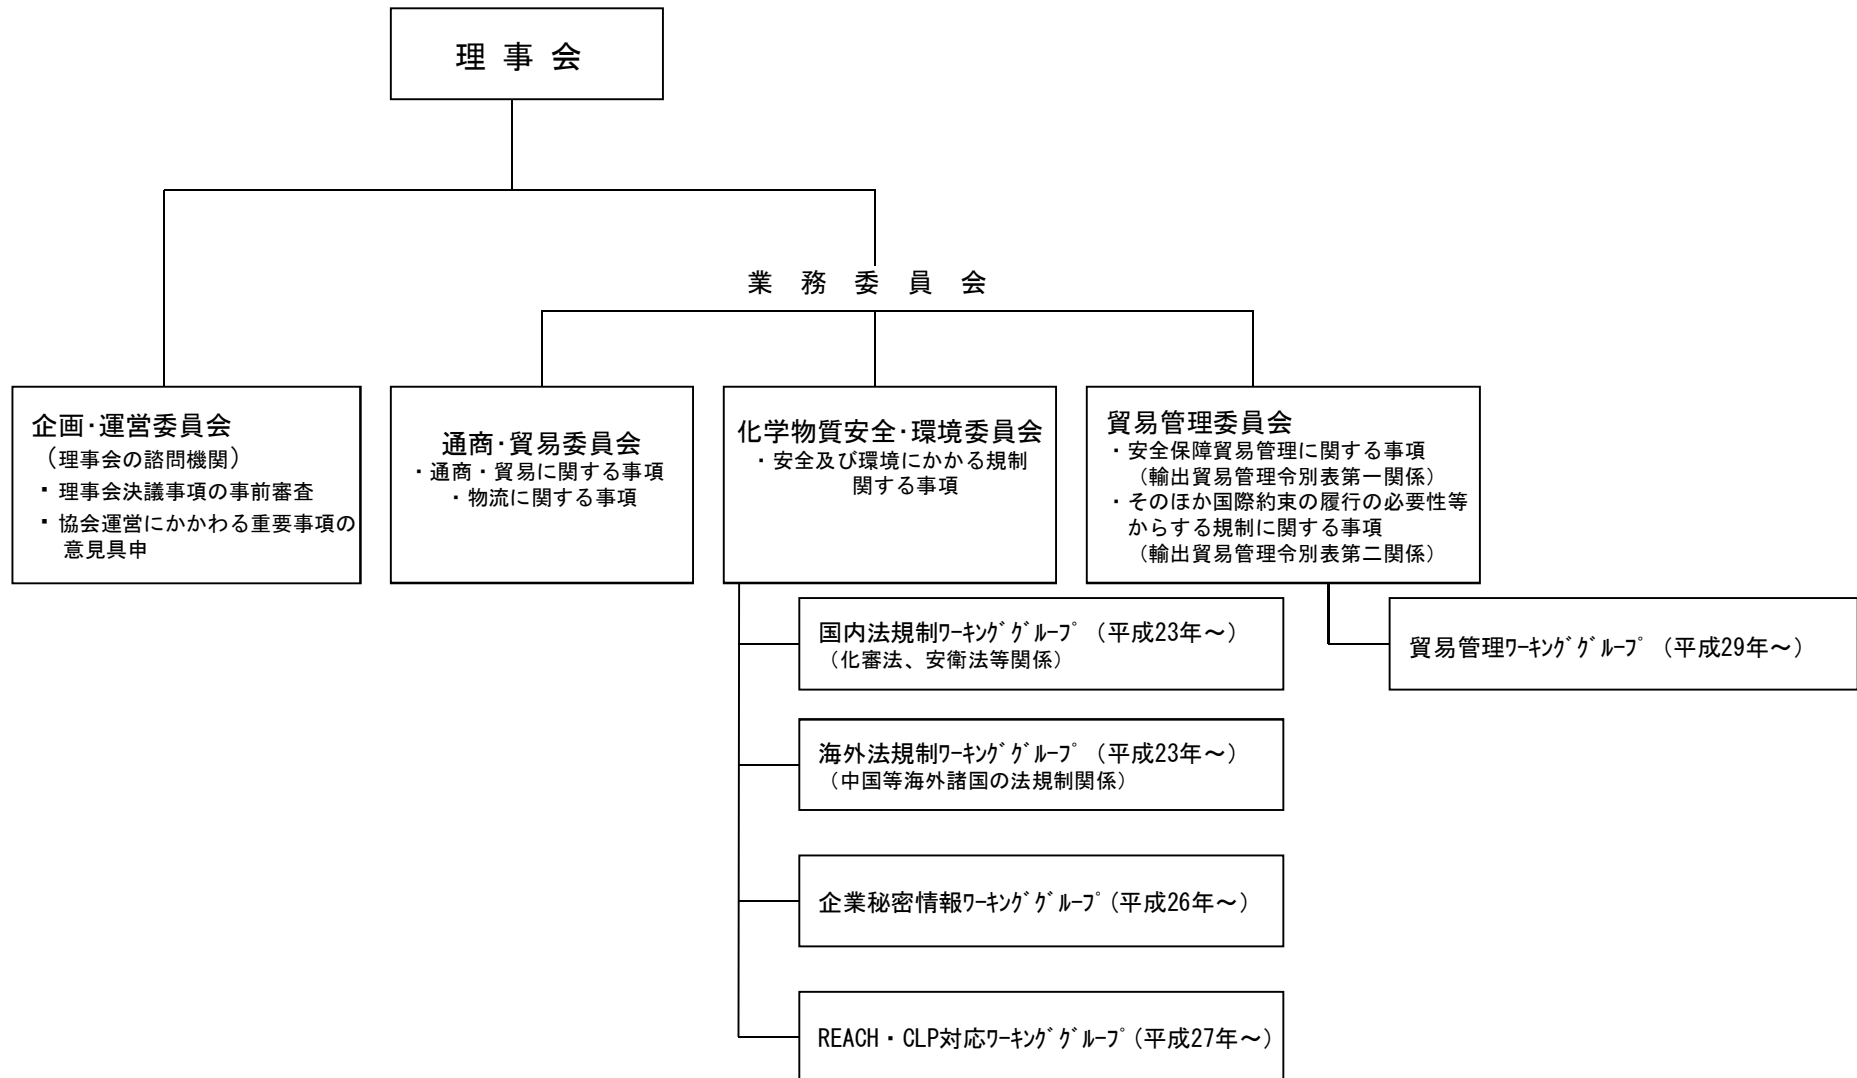 理 事 会
業 務 委 員 会
企画・運営委員会
（理事会の諮問機関）
・ 理事会決議事項の事前審査
・ 協会運営にかかわる重要事項の
意見具申
通商・貿易委員会
・通商・貿易に関する事項
・物流に関する事項
化学物質安全・環境委員会
・安全及び環境にかかる規制
関する事項
貿易管理委員会
・安全保障貿易管理に関する事項
（輸出貿易管理令別表第一関係）
・そのほか国際約束の履行の必要性等
からする規制に関する事項
（輸出貿易管理令別表第二関係）
国内法規制ﾜｰｷﾝｸﾞｸﾞﾙｰﾌﾟ（平成23年～）
（化審法、安衛法等関係）
貿易管理ﾜｰｷﾝｸﾞｸﾞﾙｰﾌﾟ（平成29年～）
海外法規制ﾜｰｷﾝｸﾞｸﾞﾙｰﾌﾟ（平成23年～）
（中国等海外諸国の法規制関係）
企業秘密情報ﾜｰｷﾝｸﾞｸﾞﾙｰﾌﾟ（平成26年～）
REACH・CLP対応ﾜｰｷﾝｸﾞｸﾞﾙｰﾌﾟ（平成27年～）